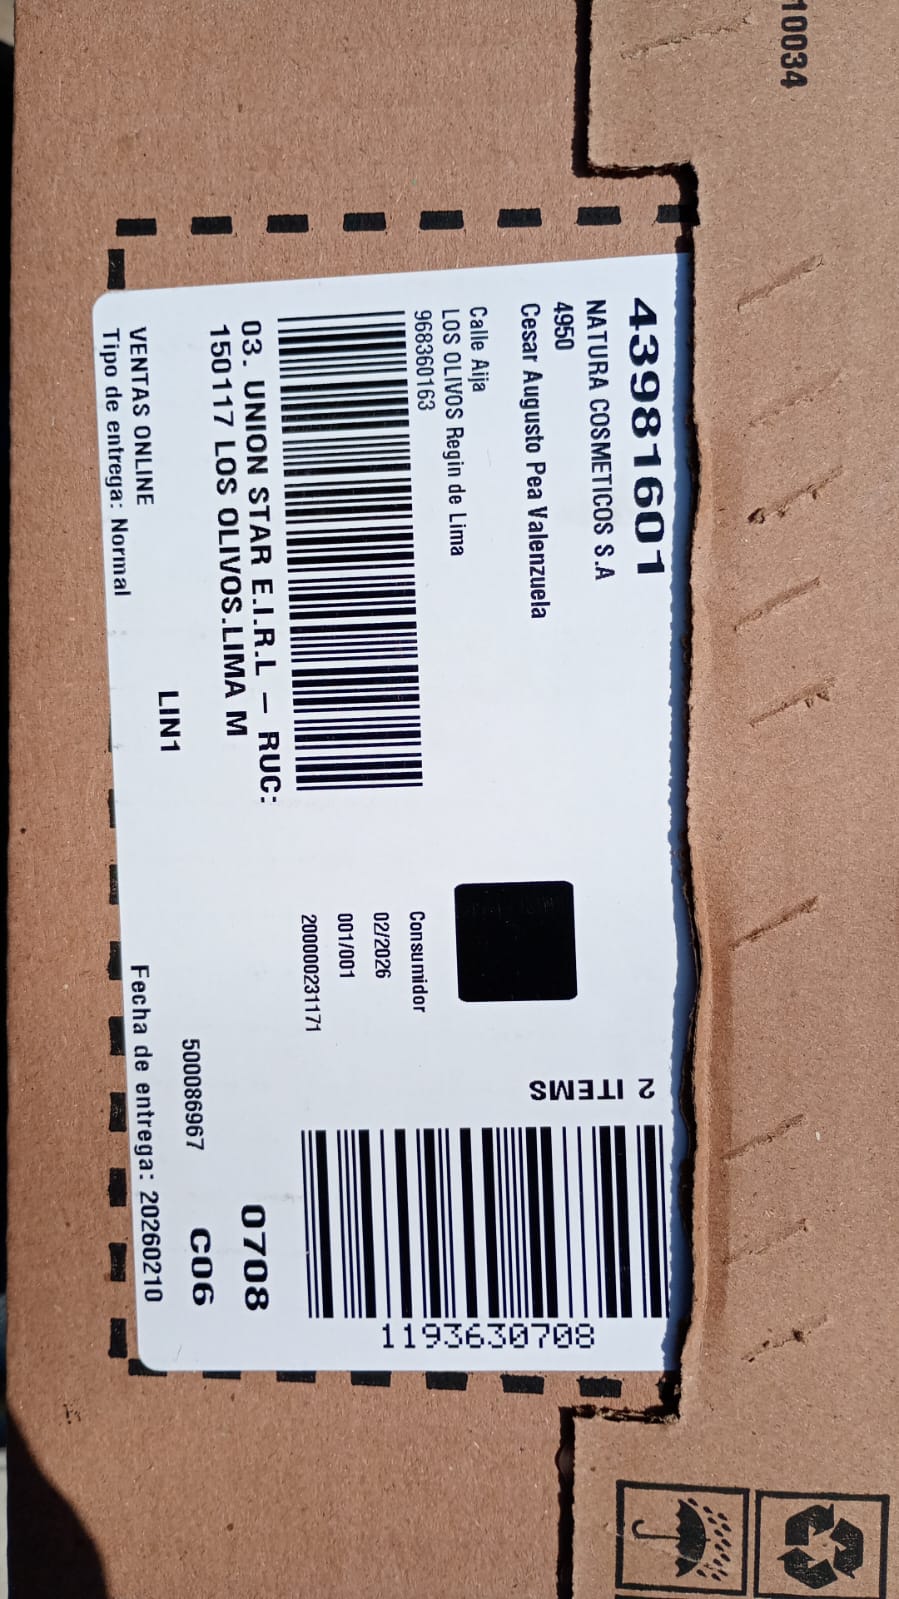 10034
43981601
NATURA COSMETICOS S.A
4950
Cesar Augusto Pea Valenzuela
Calle Aija
LOS OLIVOS Regin de Lima
968360163
03. UNION STAR E.I.R.L – RUC:
150117 LOS OLIVOS.LIMA M
LIN1
VENTAS ONLINE
Tipo de entrega: Normal
Consumidor
02/2026
001/001
200000231171
2 ITEMS
1193630708
0708
C06
500086967
Fecha de entrega: 20260210